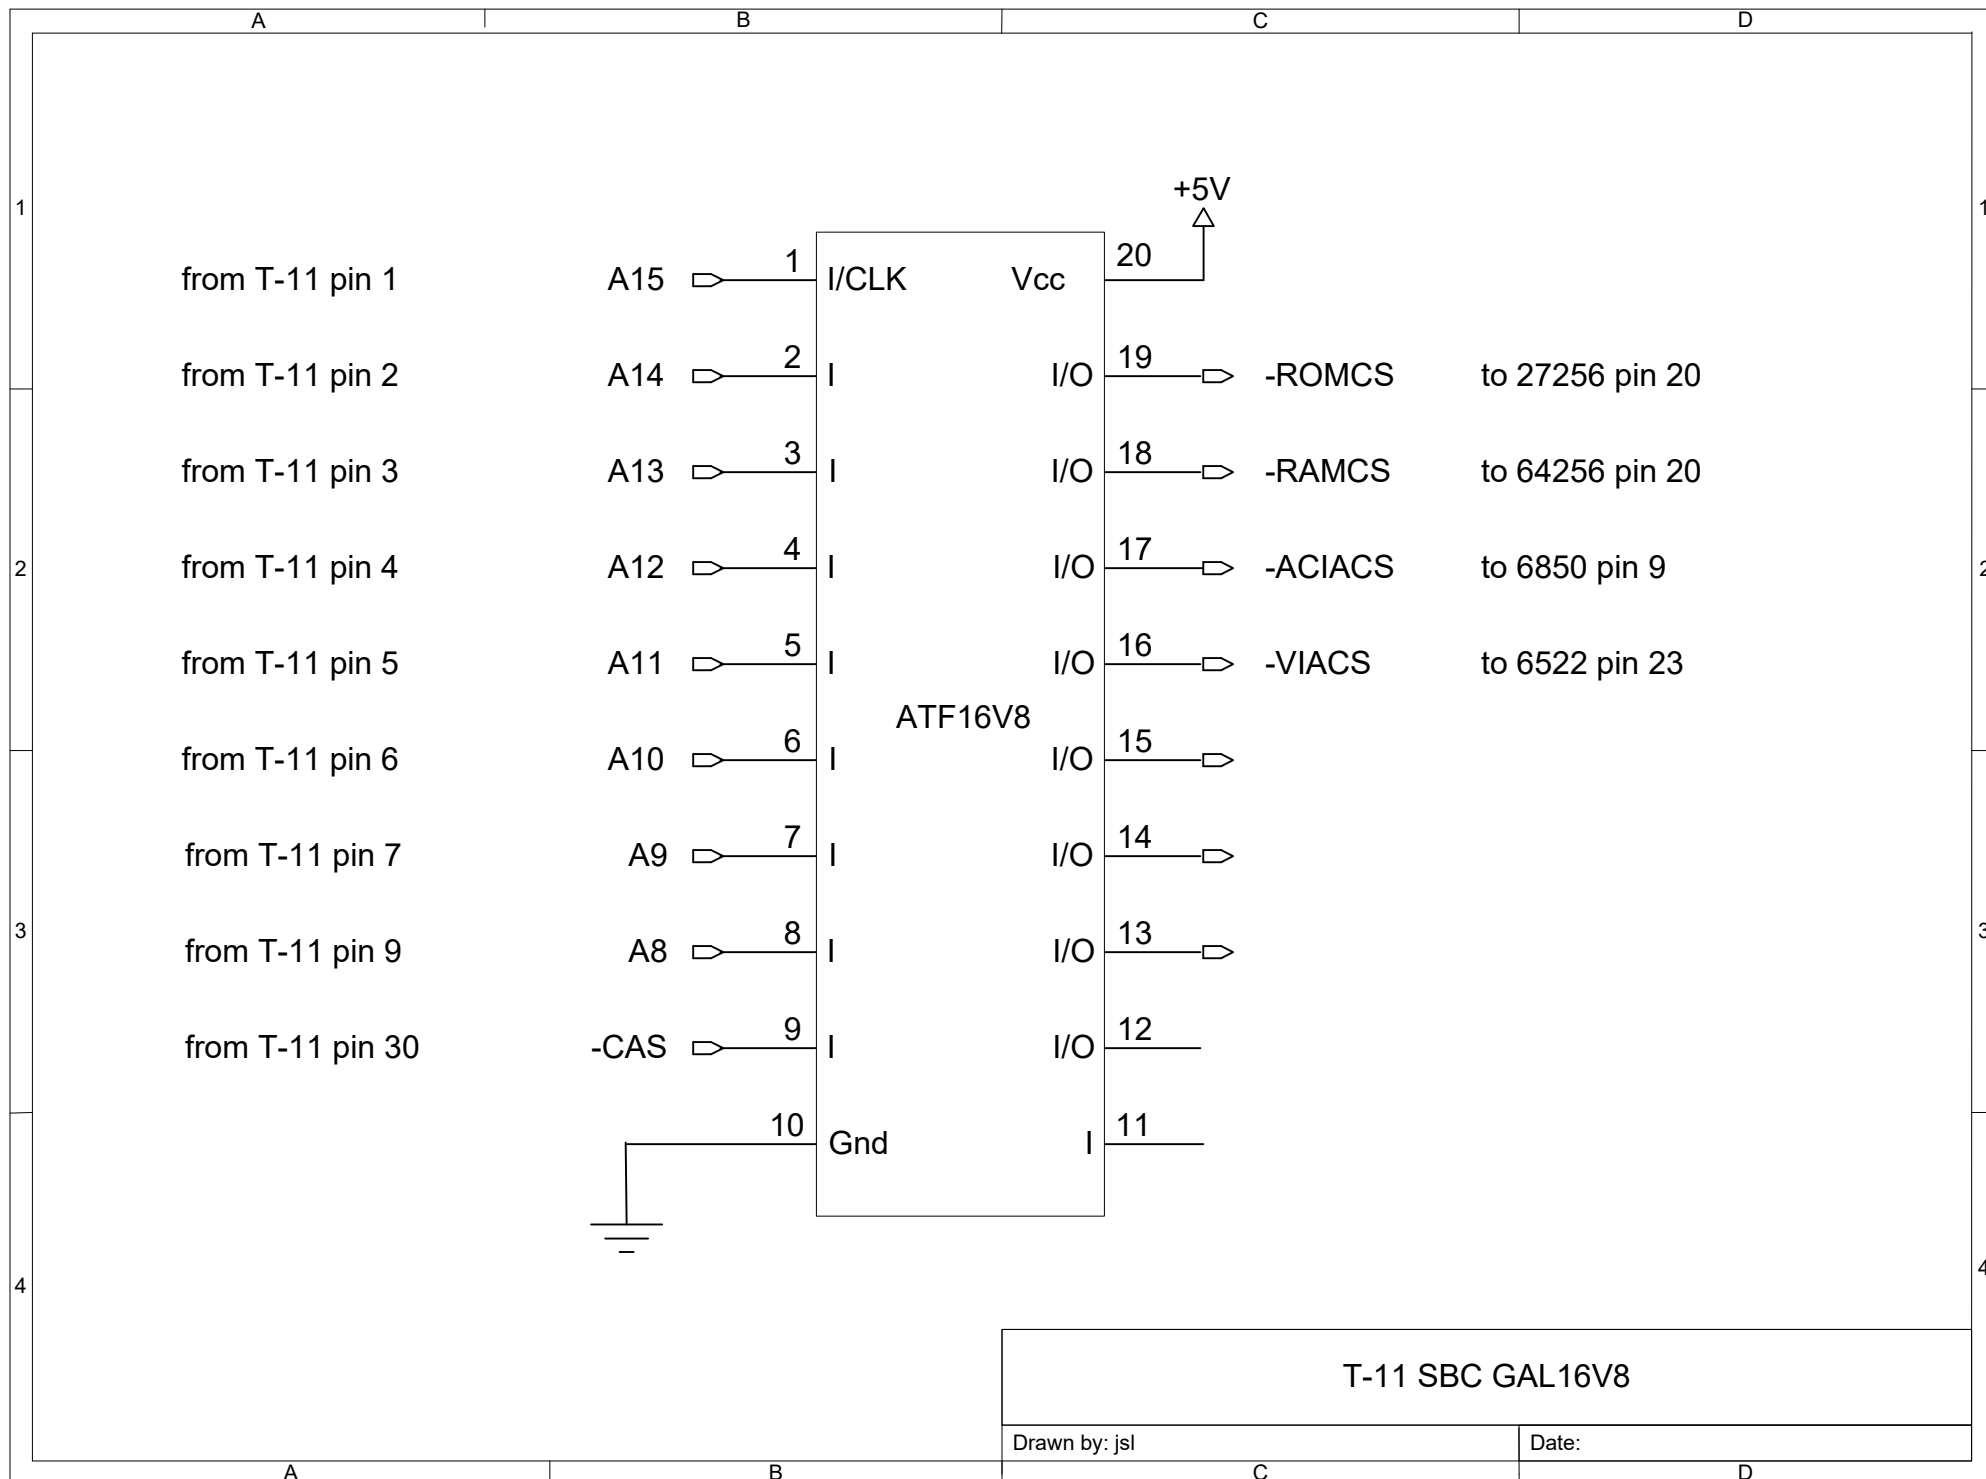 A B C D
+5V
1 1
1 20
from T-11 pin 1 A15 I/CLK Vcc
2 19
from T-11 pin 2 A14 I I/O -ROMCS to 27256 pin 20
3 18
from T-11 pin 3 A13 I I/O -RAMCS to 64256 pin 20
4 17
2 from T-11 pin 4 A12 I I/O -ACIACS to 6850 pin 9 2
5 16
from T-11 pin 5 A11 I I/O -VIACS to 6522 pin 23
ATF16V8
6 15
from T-11 pin 6 A10 I I/O
7 14
from T-11 pin 7 A9 I I/O
3 8 13 3
from T-11 pin 9 A8 I I/O
9 12
from T-11 pin 30 -CAS I I/O
10 11
Gnd I
4 4
T-11 SBC GAL16V8
Drawn by: jsl Date:
A B C D